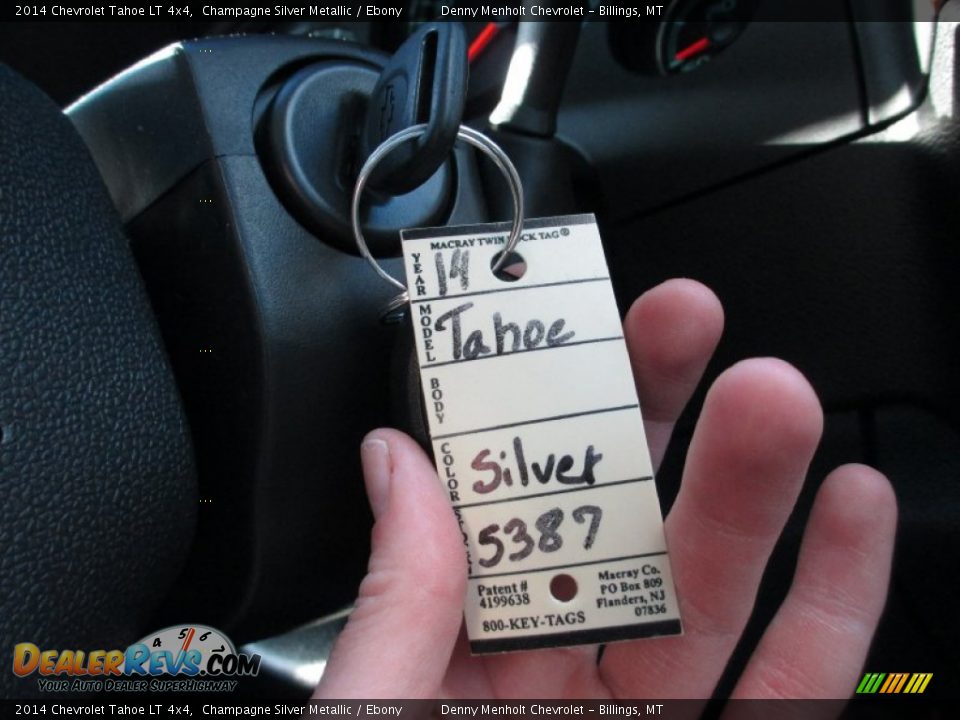 2014 Chevrolet Tahoe LT 4x4, Champagne Silver Metallic / Ebony Denny Menholt Chevrolet - Billings, MT
MACRAY TWIN LOCK TAG®
YEAR 14
MODEL Tahoe
BODY
COLOR Silver
5387
Patent #
4199638
800-KEY-TAGS
Macray Co.
PO Box 809
Flanders, NJ
07836
4 5 6
DEALERREVS.COM
YOUR AUTO DEALER SUPERHIGHWAY
2014 Chevrolet Tahoe LT 4x4, Champagne Silver Metallic / Ebony Denny Menholt Chevrolet - Billings, MT